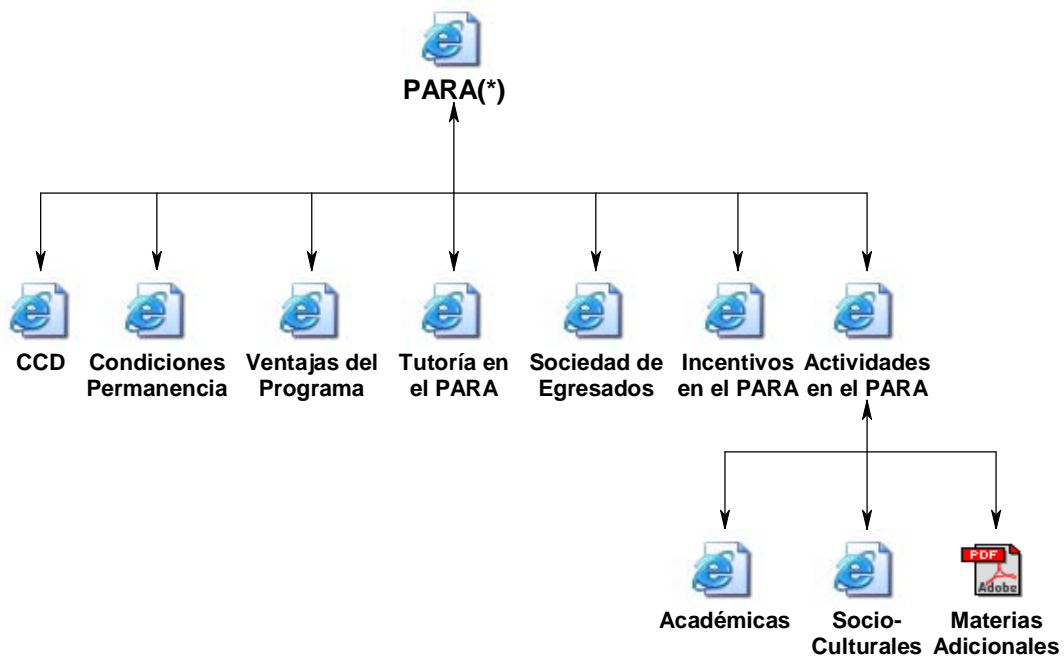 PARA(*)
CCD
Condiciones
Permanencia
Ventajas del
Programa
Tutoría en
el PARA
Sociedad de
Egresados
Incentivos
en el PARA
Actividades
en el PARA
Académicas
Socio-
Culturales
PDF
Adobe
Materias
Adicionales